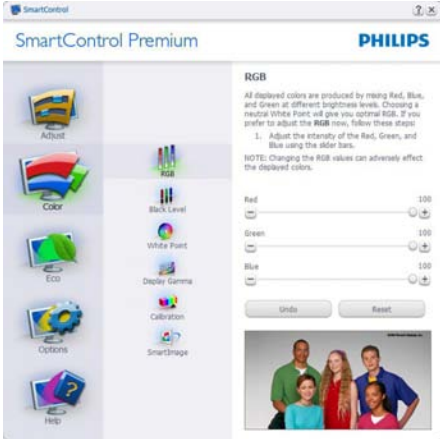 SmartControl
SmartControl Premium
PHILIPS
Adjust
Color
Eco
Options
Help
RGB
Black Level
White Point
Display Gamma
Calibration
SmartImage
RGB
All displayed colors are produced by mixing Red, Blue,
and Green at different brightness levels. Choosing a
neutral White Point will give you optimal RGB. If you
prefer to adjust the RGB now, follow these steps:
1. Adjust the intensity of the Red, Green, and
Blue using the slider bars.
NOTE: Changing the RGB values can adversely effect
the displayed colors.
Red 100
Green 100
Blue 100
Undo Reset